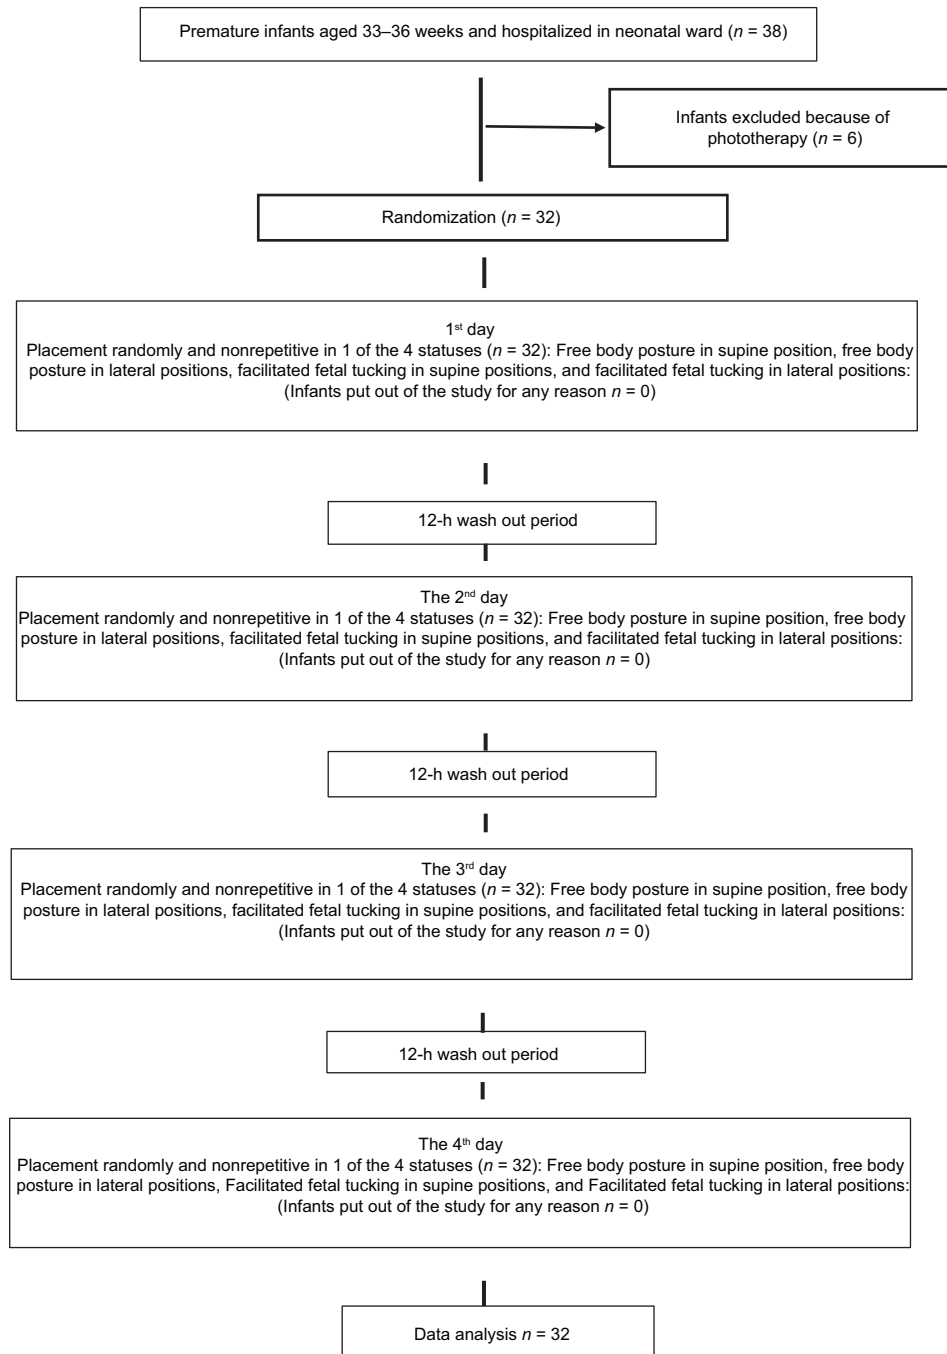 Premature infants aged 33–36 weeks and hospitalized in neonatal ward (n = 38)
Infants excluded because of
phototherapy (n = 6)
Randomization (n = 32)
1st day
Placement randomly and nonrepetitive in 1 of the 4 statuses (n = 32): Free body posture in supine position, free body
posture in lateral positions, facilitated fetal tucking in supine positions, and facilitated fetal tucking in lateral positions:
(Infants put out of the study for any reason n = 0)
12-h wash out period
The 2nd day
Placement randomly and nonrepetitive in 1 of the 4 statuses (n = 32): Free body posture in supine position, free body
posture in lateral positions, facilitated fetal tucking in supine positions, and facilitated fetal tucking in lateral positions:
(Infants put out of the study for any reason n = 0)
12-h wash out period
The 3rd day
Placement randomly and nonrepetitive in 1 of the 4 statuses (n = 32): Free body posture in supine position, free body
posture in lateral positions, facilitated fetal tucking in supine positions, and facilitated fetal tucking in lateral positions:
(Infants put out of the study for any reason n = 0)
12-h wash out period
The 4th day
Placement randomly and nonrepetitive in 1 of the 4 statuses (n = 32): Free body posture in supine position, free body
posture in lateral positions, Facilitated fetal tucking in supine positions, and Facilitated fetal tucking in lateral positions:
(Infants put out of the study for any reason n = 0)
Data analysis n = 32